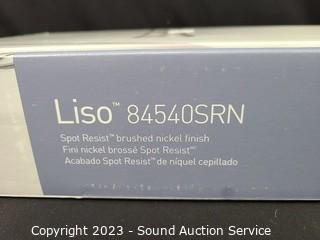 Liso™ 84540SRN
Spot Resist™ brushed nickel finish
Fini nickel brossé Spot Resist™
Acabado Spot Resist™ de níquel cepillado
Copyright 2023 - Sound Auction Service